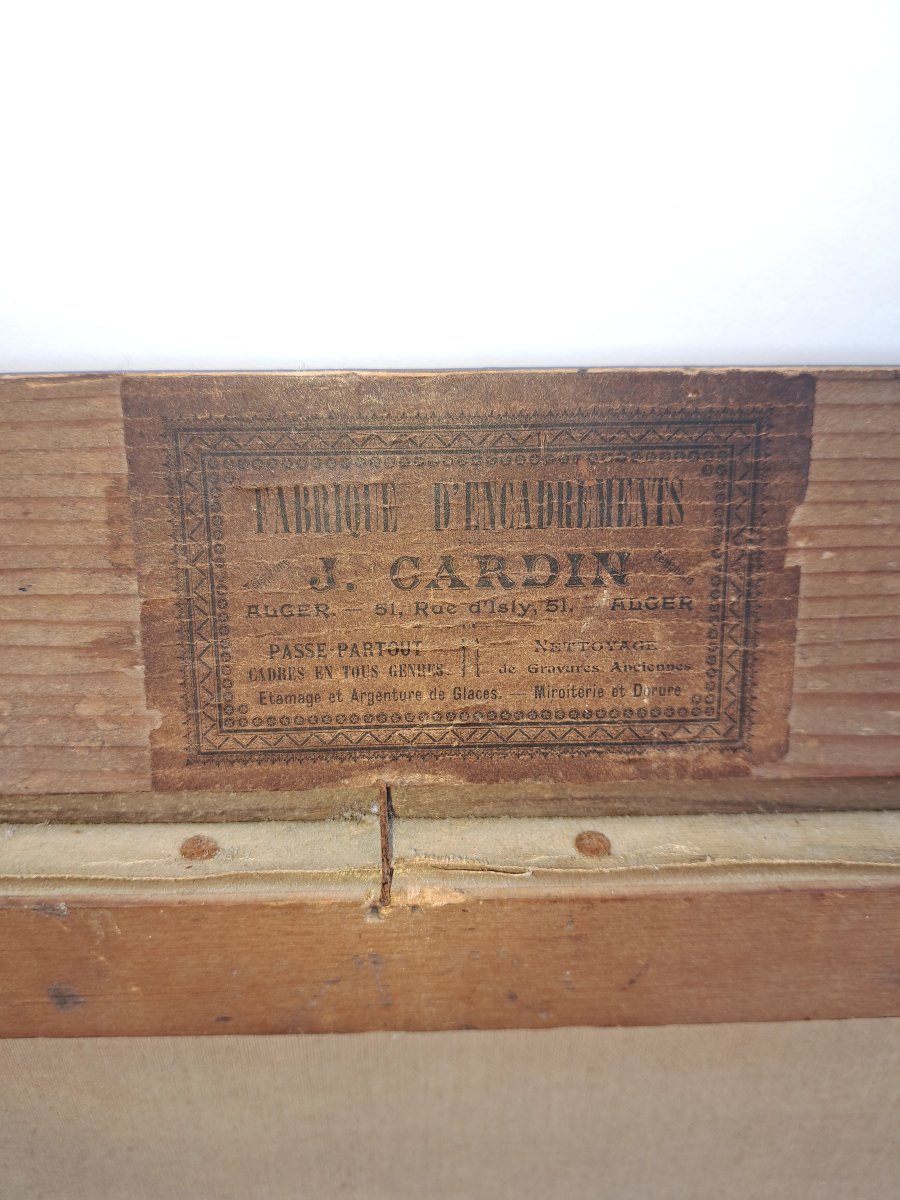 FABRIQUE D'ENCADREMENTS
J. CARDIN
ALGER. — 51, Rue d'Isly, 51. — ALGER
PASSE-PARTOUT
CADRES EN TOUS GENRES.
NETTOYAGE
de Gravures Anciennes
Etamage et Argenture de Glaces. — Miroiterie et Dorure